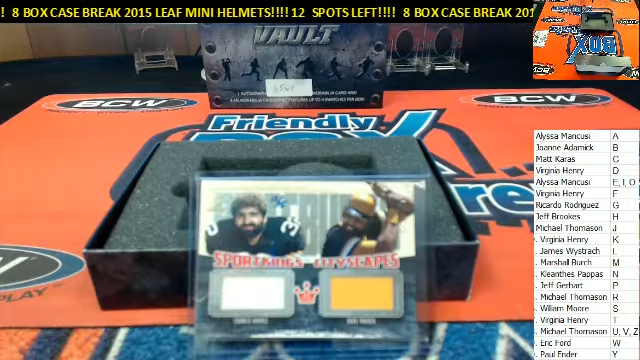 !  8 BOX CASE BREAK 2015 LEAF MINI HELMETS!!!! 12  SPOTS LEFT!!!!  8 BOX CASE BREAK 201
VAULT
BCW
BCW
Friendly
BOX
SPORTKINGS CITYSCAPES
PLAY
Alyssa Mancusi A
Joanne Adamick B
Matt Karas C
Virginia Henry D
Alyssa Mancusi E, I, O
Virginia Henry F
Ricardo Rodriguez G
Jeff Brookes H
Michael Thomason J
. Virginia Henry K
. James Wystrach L
. Marshall Burch M
. Kleanthes Pappas N
. Jeff Gerhart P
. Michael Thomason R
. William Moore S
. Virginia Henry T
. Michael Thomason U, V, Z
. Eric Ford W
. Paul Ender Y